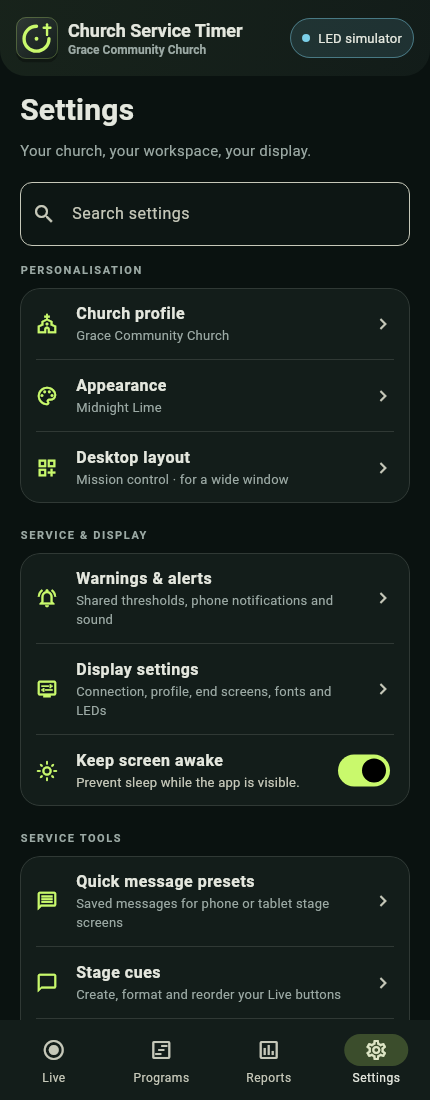 Church Service Timer
Grace Community Church
LED simulator
Settings
Your church, your workspace, your display.
Search settings
PERSONALISATION
Church profile
Grace Community Church
Appearance
Midnight Lime
Desktop layout
Mission control · for a wide window
SERVICE & DISPLAY
Warnings & alerts
Shared thresholds, phone notifications and
sound
Display settings
Connection, profile, end screens, fonts and
LEDs
Keep screen awake
Prevent sleep while the app is visible.
SERVICE TOOLS
Quick message presets
Saved messages for phone or tablet stage
screens
Stage cues
Create, format and reorder your Live buttons
Live
Programs
Reports
Settings